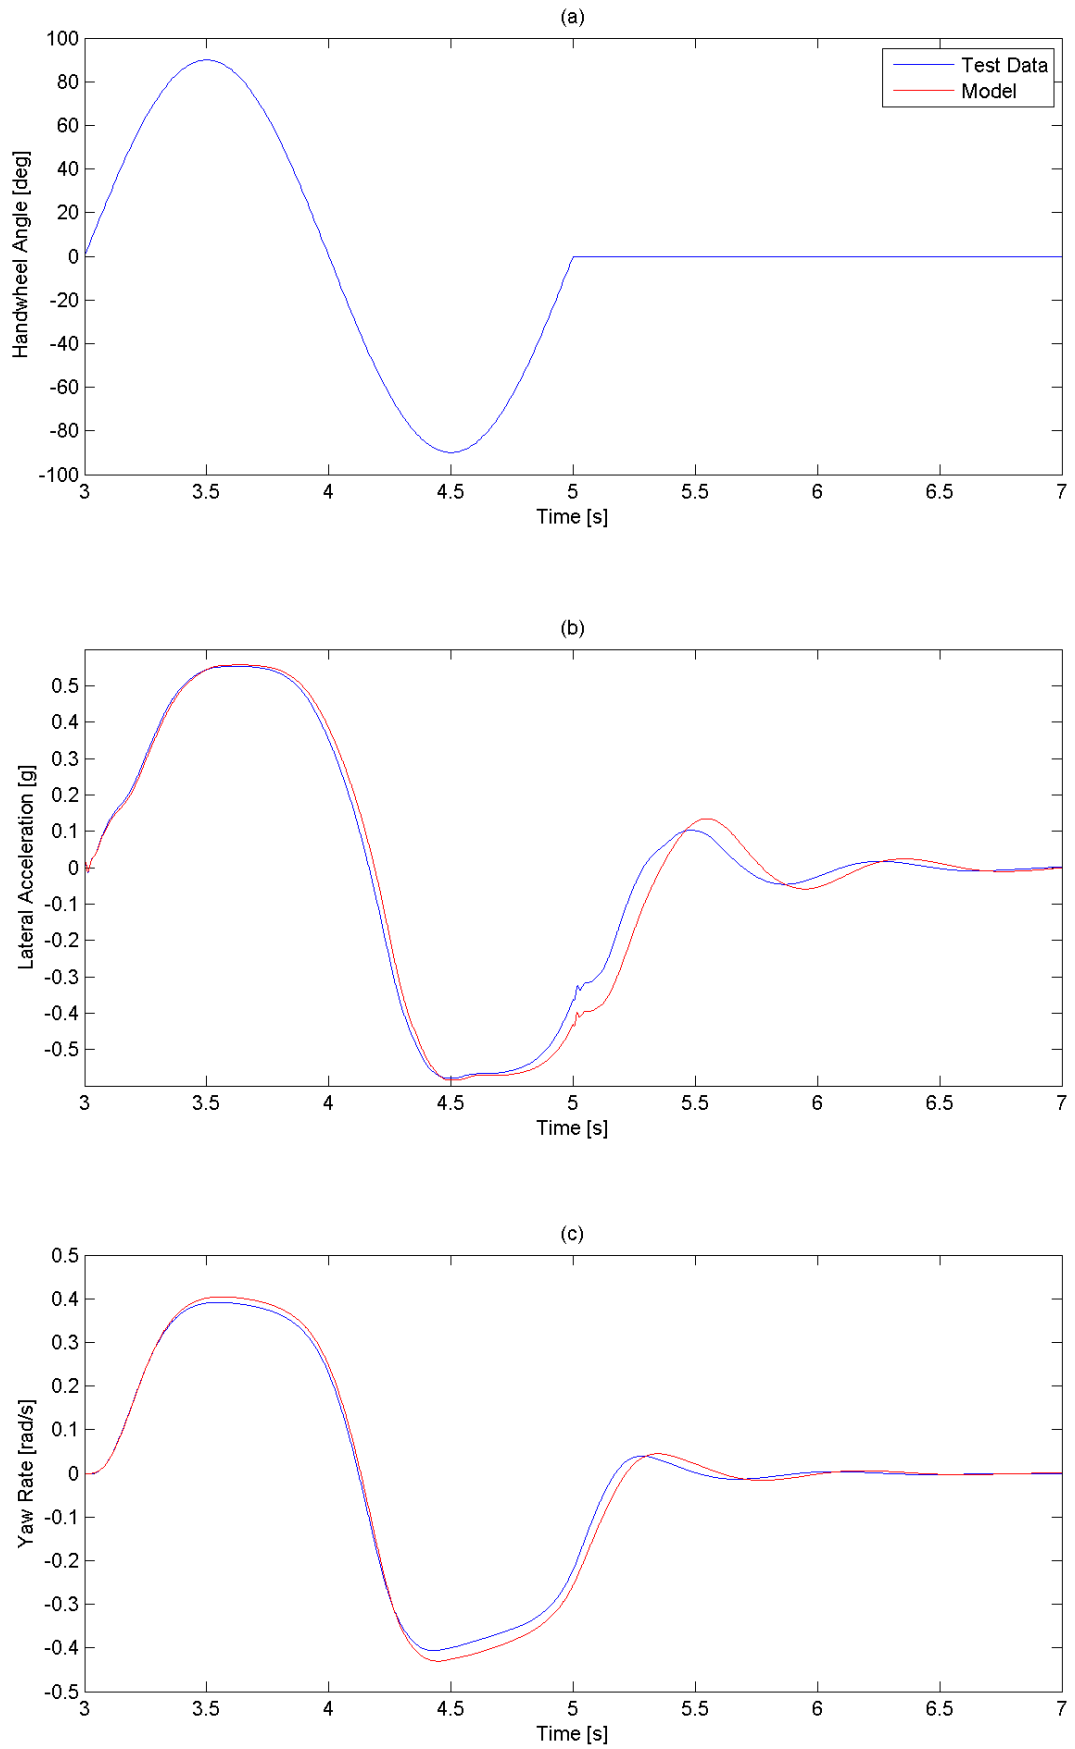 (a)
100
80
60
40
20
0
-20
-40
-60
-80
-100
Handwheel Angle [deg]
Test Data
Model
3 3.5 4 4.5 5 5.5 6 6.5 7
Time [s]
(b)
0.5
0.4
0.3
0.2
0.1
0
-0.1
-0.2
-0.3
-0.4
-0.5
Lateral Acceleration [g]
3 3.5 4 4.5 5 5.5 6 6.5 7
Time [s]
(c)
0.5
0.4
0.3
0.2
0.1
0
-0.1
-0.2
-0.3
-0.4
-0.5
Yaw Rate [rad/s]
3 3.5 4 4.5 5 5.5 6 6.5 7
Time [s]